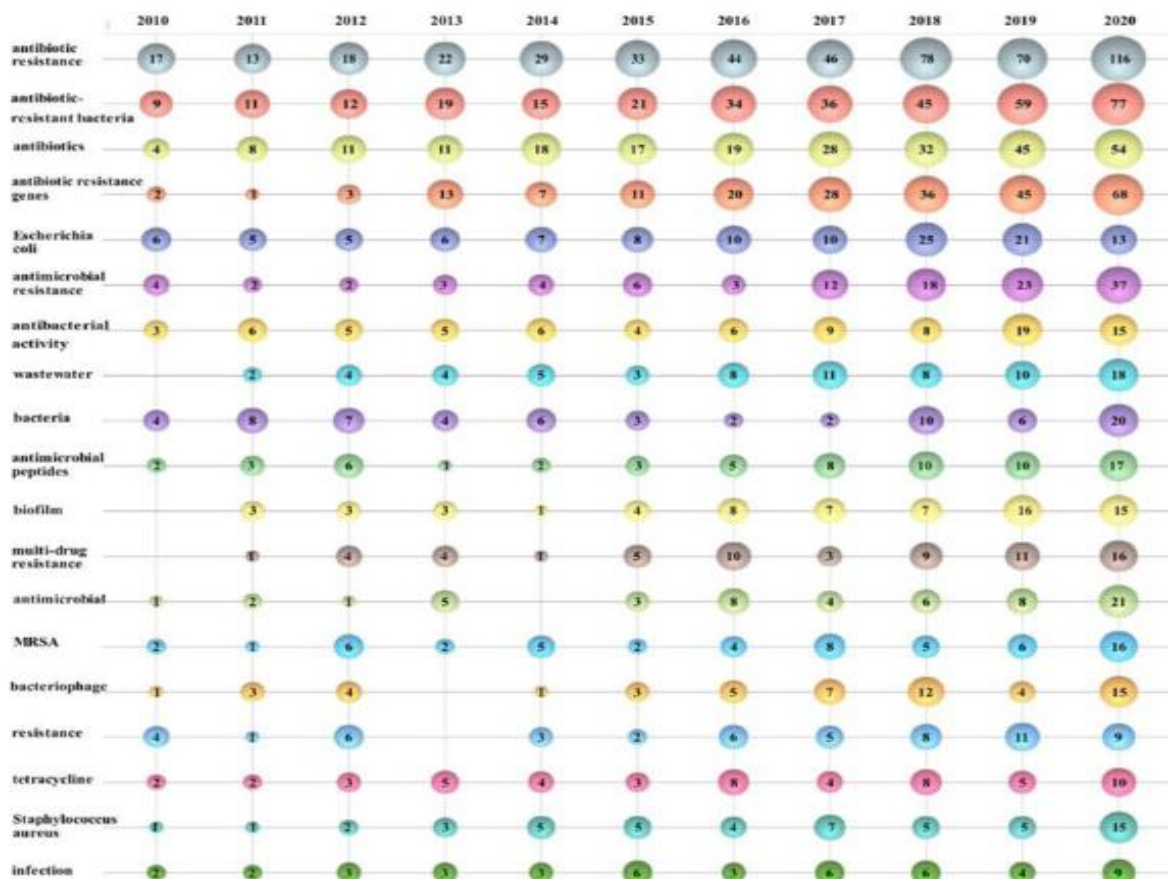 2010 2011 2012 2013 2014 2015 2016 2017 2018 2019 2020
antibiotic
resistance 17 13 18 22 29 33 44 46 78 70 116
antibiotic-
resistant bacteria 9 11 12 19 15 21 34 36 45 59 77
antibiotics 4 8 11 11 18 17 19 28 32 45 54
antibiotic resistance
genes 2 1 3 13 7 11 20 28 36 45 68
Escherichia
coli 6 5 5 6 7 8 10 10 25 21 13
antimicrobial
resistance 4 2 2 3 4 6 3 12 18 23 37
antibacterial
activity 3 6 5 5 6 4 6 9 8 19 15
wastewater 2 4 4 5 3 8 11 8 10 18
bacteria 4 8 7 4 6 3 2 2 10 6 20
antimicrobial
peptides 2 3 6 1 2 3 5 8 10 10 17
biofilm 3 3 3 1 4 8 7 7 16 15
multi-drug
resistance 1 4 4 1 5 10 3 9 11 16
antimicrobial 1 2 1 5 3 8 4 6 8 21
MRSA 2 1 6 2 5 2 4 8 5 6 16
bacteriophage 1 3 4 1 3 5 7 12 4 15
resistance 4 1 6 3 2 6 5 8 11 9
tetracycline 2 2 3 5 4 3 8 4 8 5 10
Staphylococcus
aureus 1 1 2 3 5 5 4 7 5 5 15
infection 2 2 3 3 3 6 3 6 6 4 9